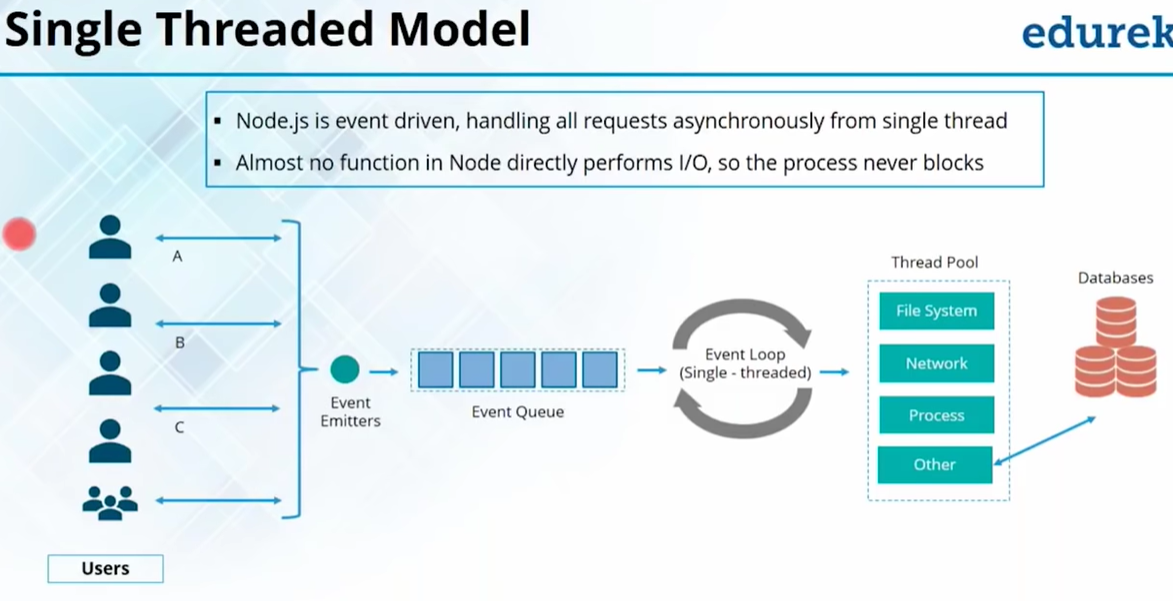 Single Threaded Model
edurek
▪ Node.js is event driven, handling all requests asynchronously from single thread
▪ Almost no function in Node directly performs I/O, so the process never blocks
A
B
C
Users
Event
Emitters
Event Queue
Event Loop
(Single - threaded)
Thread Pool
File System
Network
Process
Other
Databases